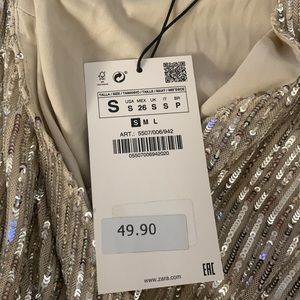 TALLA / SIZE / TAMANHO / TAILLE / MAAT / MÉRETE
S
USA MEX UK IT BR
S 26 S S P
S M L
ART.: 5507/006/942
05507006942020
49.90
www.zara.com
EAC